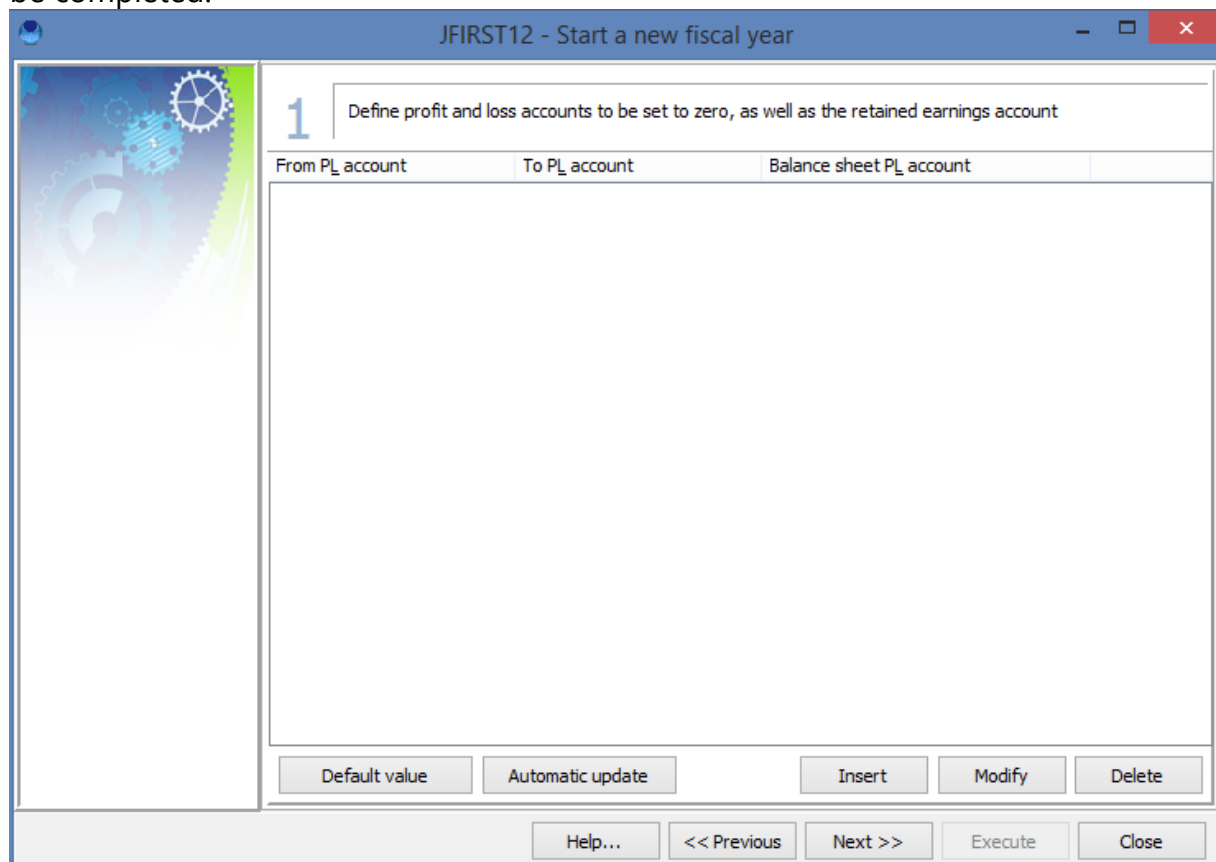 be completed.
JFIRST12 - Start a new fiscal year
1
Define profit and loss accounts to be set to zero, as well as the retained earnings account
From PL account To PL account Balance sheet PL account
Default value Automatic update Insert Modify Delete
Help... << Previous Next >> Execute Close